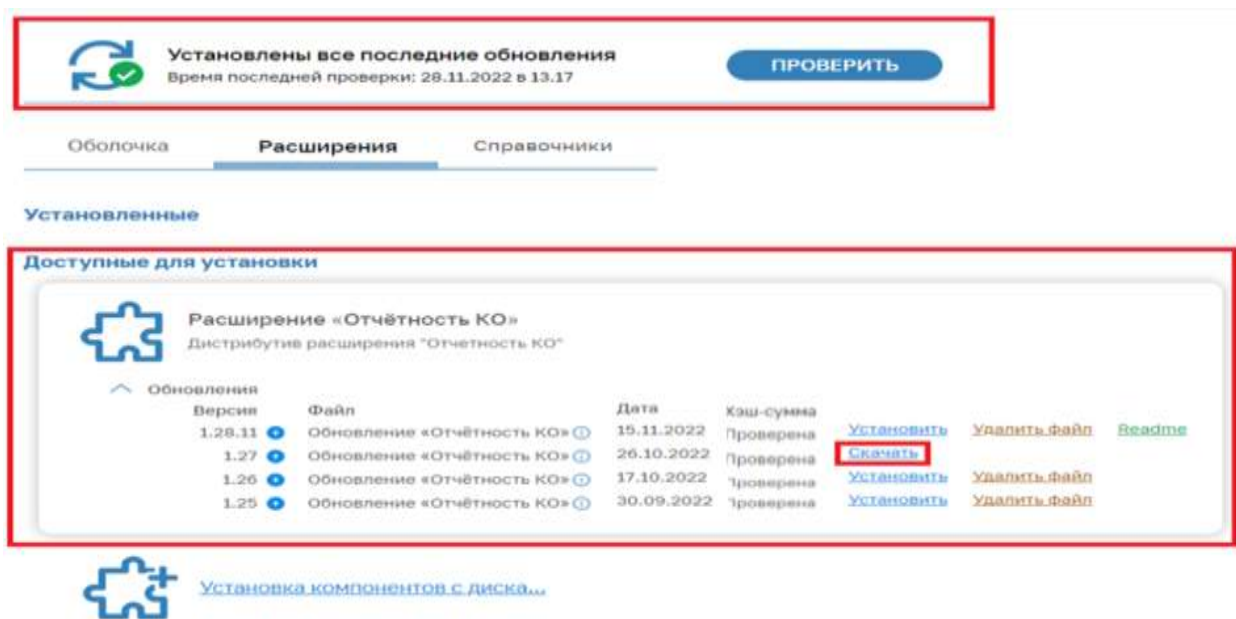 Установлены все последние обновления
Время последней проверки: 28.11.2022 в 13.17
ПРОВЕРИТЬ
Оболочка Расширения Справочники
Установленные
Доступные для установки
Расширение «Отчётность КО»
Дистрибутив расширения "Отчетность КО"
Обновления
Версия Файл Дата Кэш-сумма
1.28.11 Обновление «Отчётность КО» 15.11.2022 Проверена Установить Удалить файл Readme
1.27 Обновление «Отчётность КО» 26.10.2022 Проверена Скачать
1.26 Обновление «Отчётность КО» 17.10.2022 Проверена Установить Удалить файл
1.25 Обновление «Отчётность КО» 30.09.2022 Проверена Установить Удалить файл
Установка компонентов с диска...